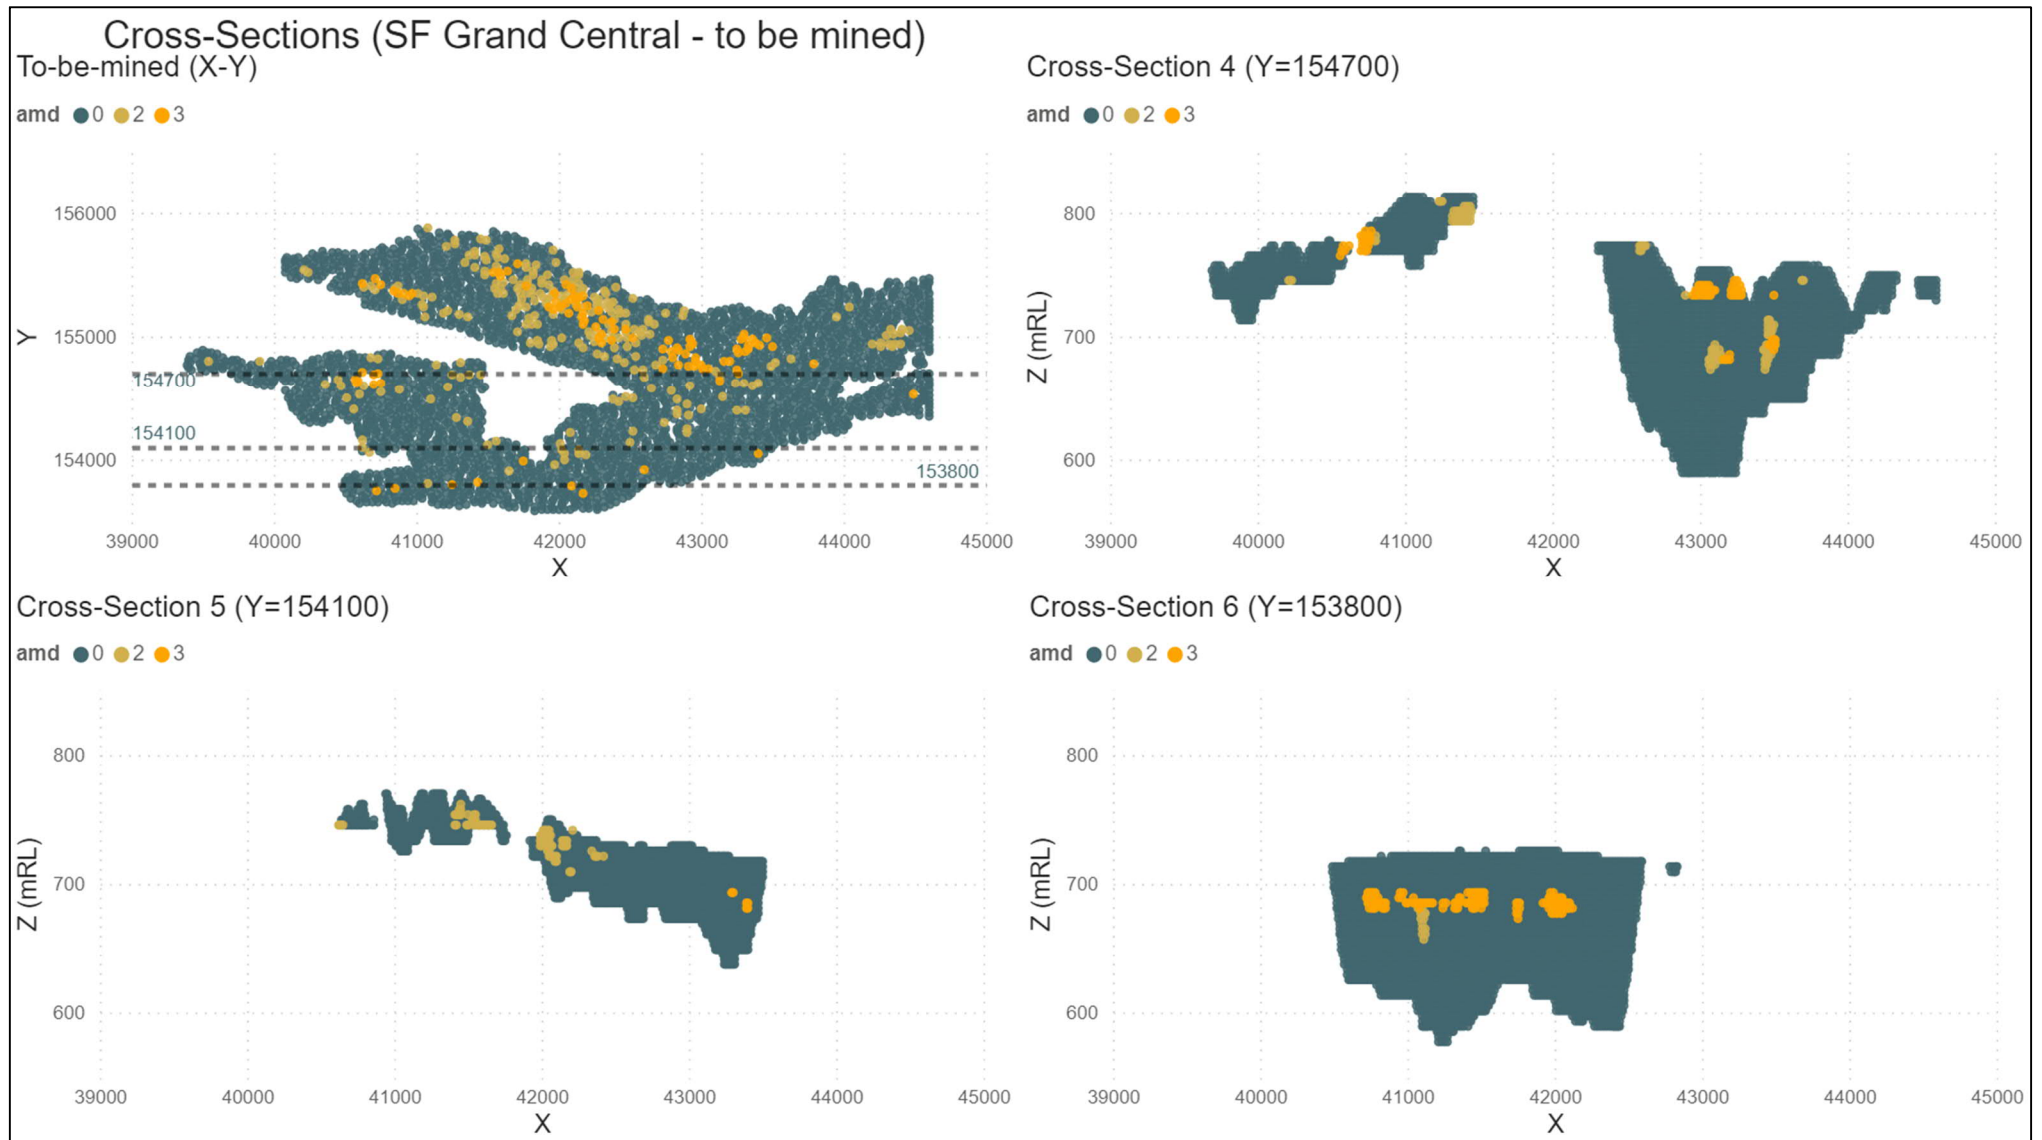 Cross-Sections (SF Grand Central - to be mined)
To-be-mined (X-Y)
amd 0 2 3
156000
155000
154000
Y
154700
154100
153800
39000 40000 41000 42000 43000 44000 45000
X
Cross-Section 4 (Y=154700)
amd 0 2 3
800
700
600
Z (mRL)
39000 40000 41000 42000 43000 44000 45000
X
Cross-Section 5 (Y=154100)
amd 0 2 3
800
700
600
Z (mRL)
39000 40000 41000 42000 43000 44000 45000
X
Cross-Section 6 (Y=153800)
amd 0 2 3
800
700
600
Z (mRL)
39000 40000 41000 42000 43000 44000 45000
X